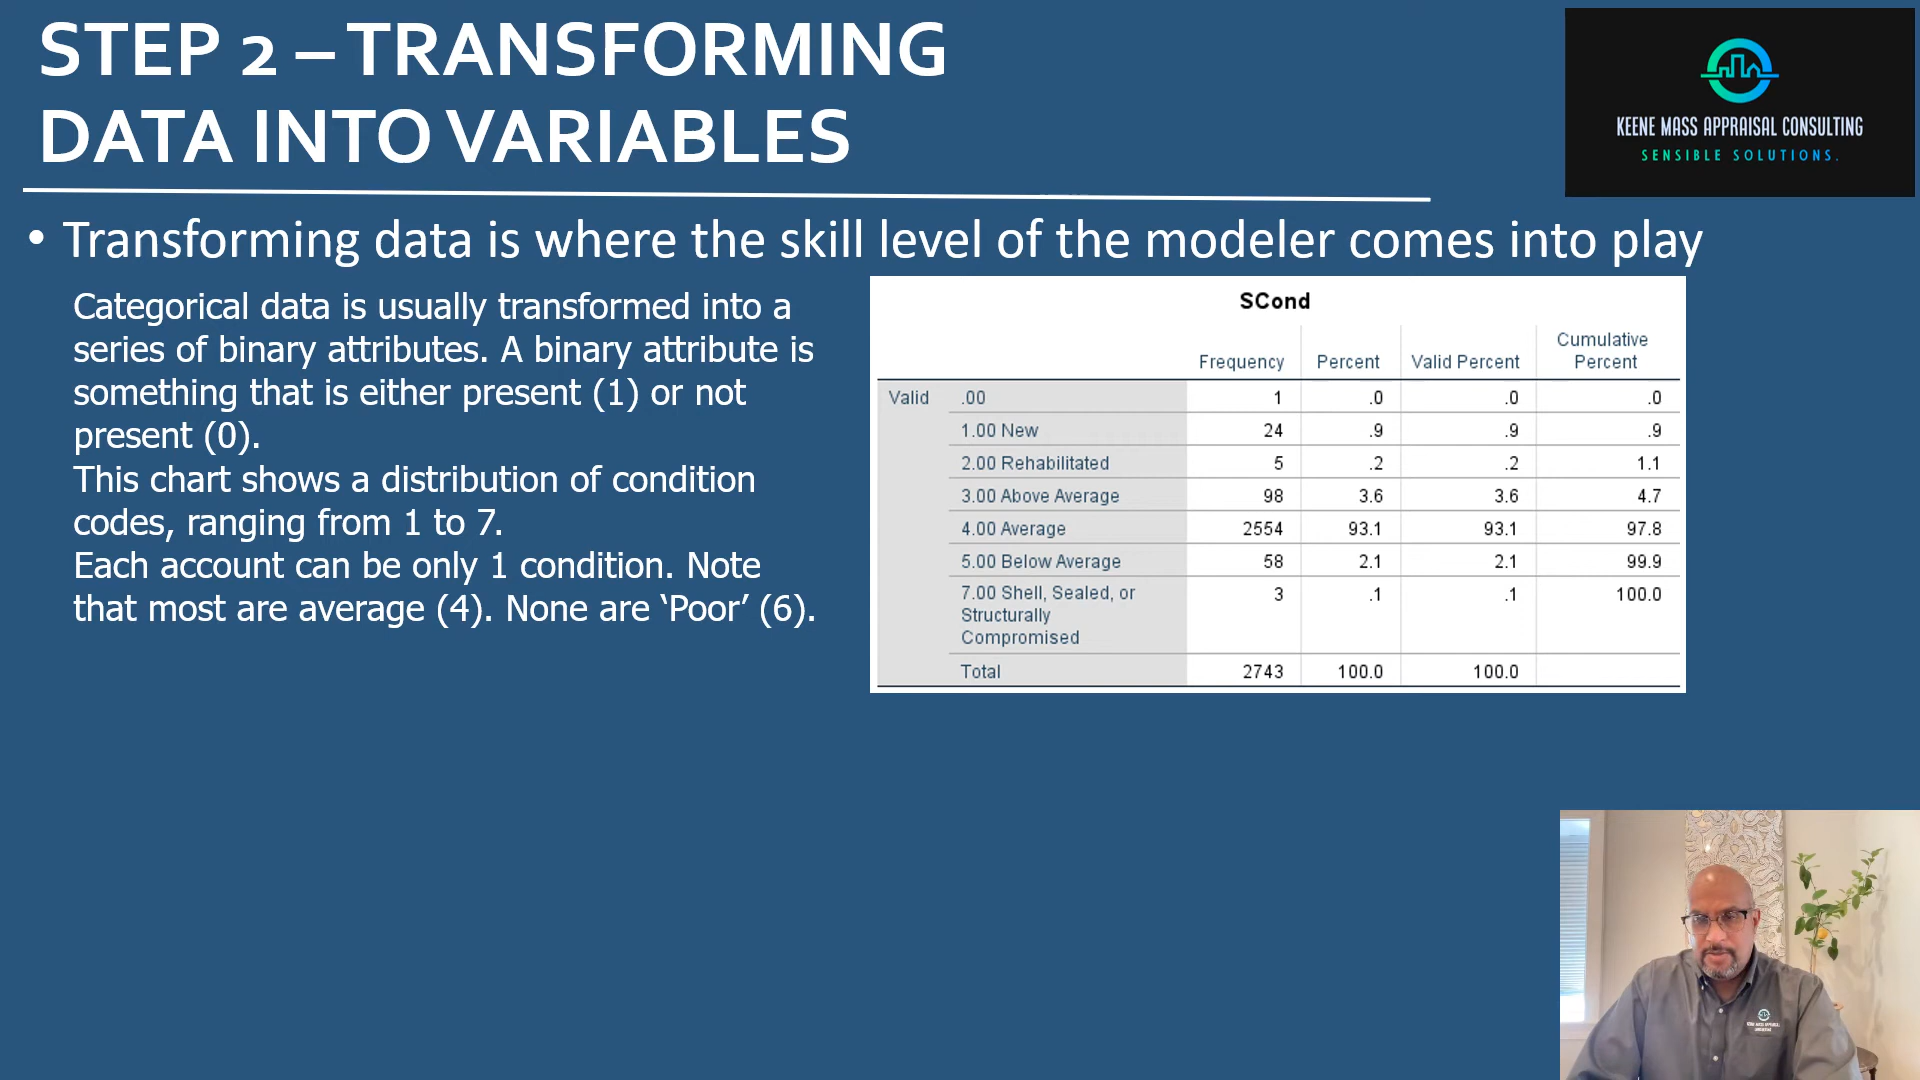 STEP 2 – TRANSFORMING
DATA INTO VARIABLES
KEENE MASS APPRAISAL CONSULTING
SENSIBLE SOLUTIONS.
• Transforming data is where the skill level of the modeler comes into play
Categorical data is usually transformed into a
series of binary attributes. A binary attribute is
something that is either present (1) or not
present (0).
This chart shows a distribution of condition
codes, ranging from 1 to 7.
Each account can be only 1 condition. Note
that most are average (4). None are ‘Poor’ (6).
SCond
Frequency Percent Valid Percent Cumulative Percent
Valid .00 1 .0 .0 .0
1.00 New 24 .9 .9 .9
2.00 Rehabilitated 5 .2 .2 1.1
3.00 Above Average 98 3.6 3.6 4.7
4.00 Average 2554 93.1 93.1 97.8
5.00 Below Average 58 2.1 2.1 99.9
7.00 Shell, Sealed, or 3 .1 .1 100.0
Structurally
Compromised
Total 2743 100.0 100.0